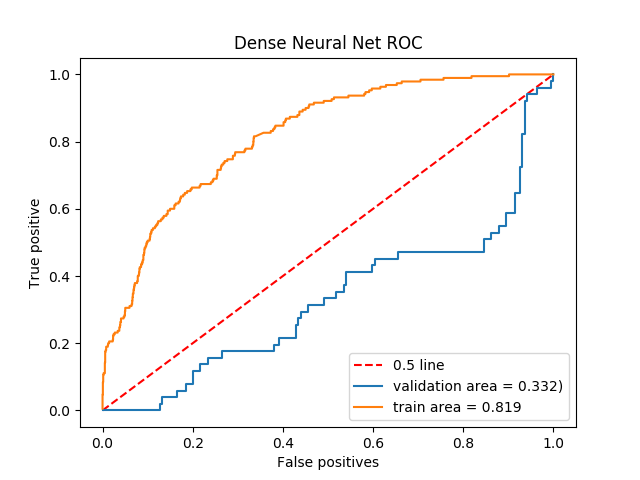 Dense Neural Net ROC
1.0
0.8
0.6
0.4
0.2
0.0
True positive
0.5 line
validation area = 0.332)
train area = 0.819
0.0 0.2 0.4 0.6 0.8 1.0
False positives